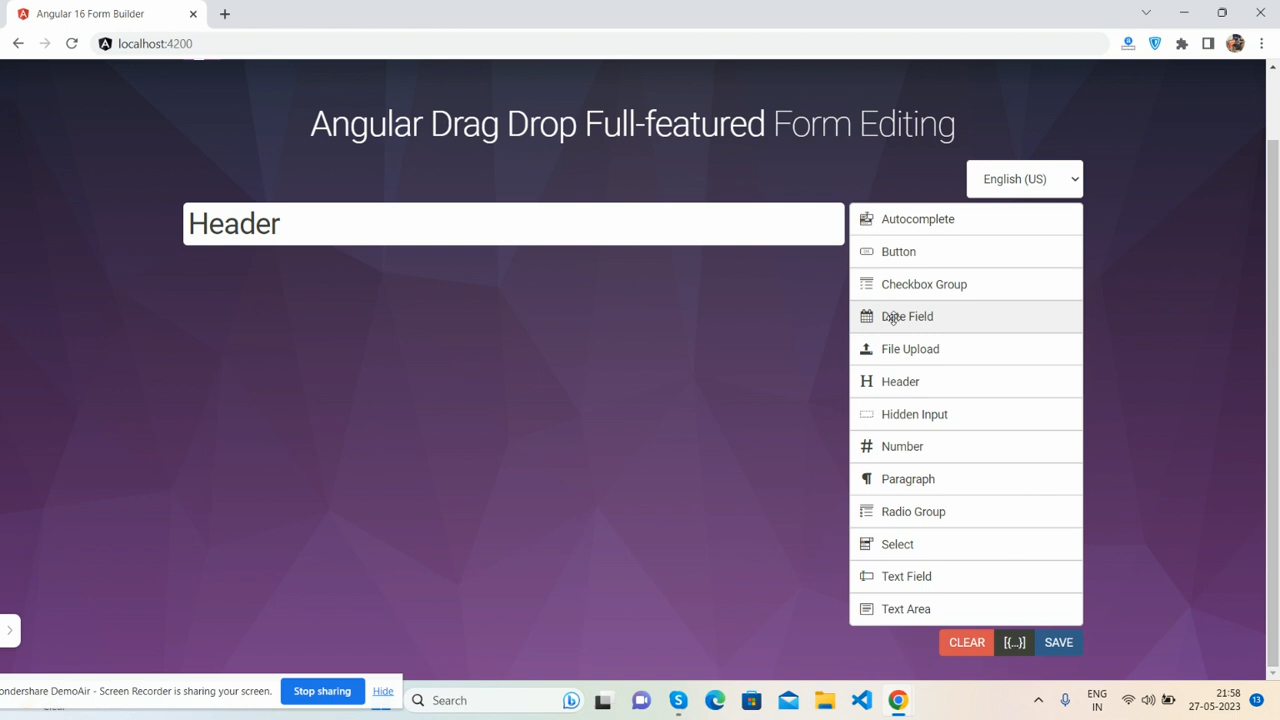 Angular 16 Form Builder
localhost:4200
Angular Drag Drop Full-featured Form Editing
English (US)
Header
Autocomplete
Button
Checkbox Group
Date Field
File Upload
Header
Hidden Input
Number
Paragraph
Radio Group
Select
Text Field
Text Area
CLEAR [{...}] SAVE
ondershare DemoAir - Screen Recorder is sharing your screen. Stop sharing Hide
Search
ENG
IN
21:58
27-05-2023
13